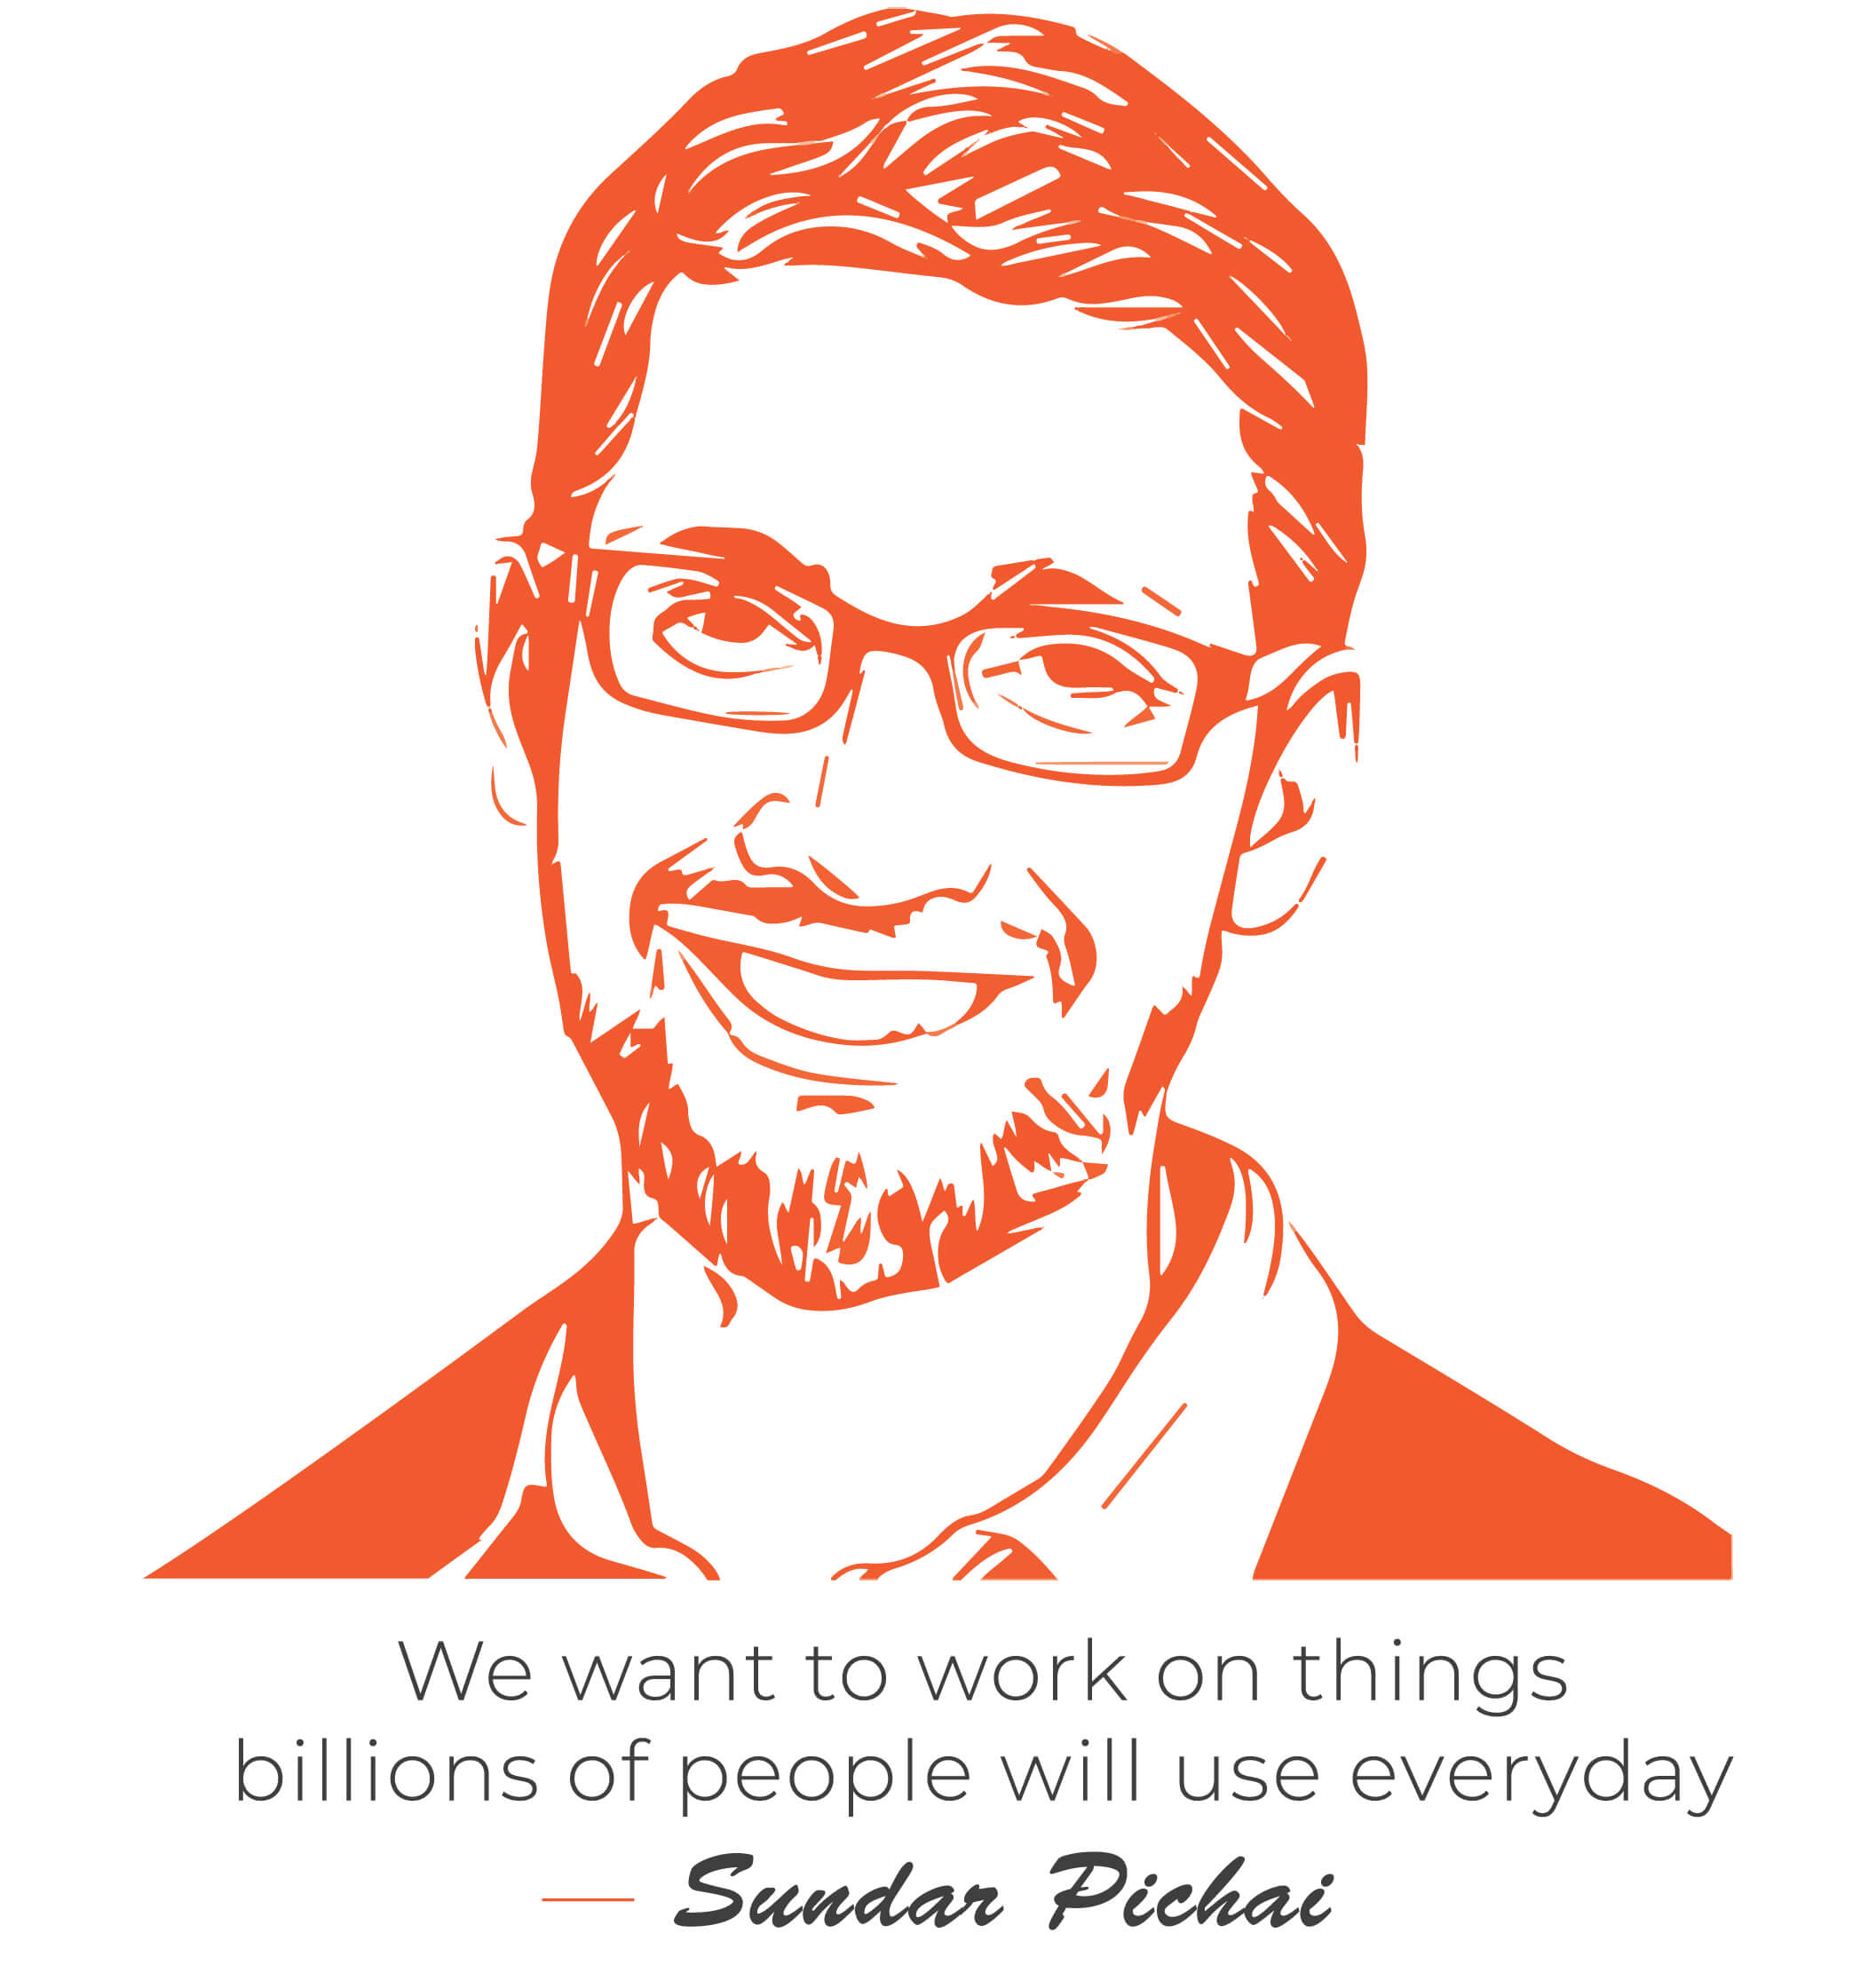 We want to work on things
billions of people will use everyday
Sundar Pichai